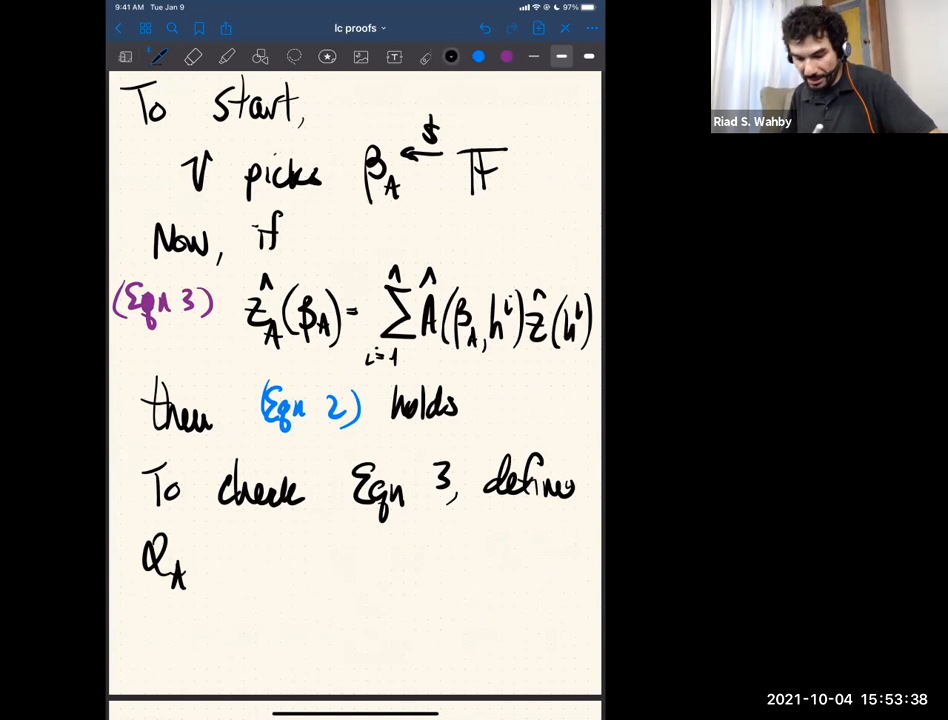 9:41 AM Tue Jan 9
97%
lc proofs
To start,
V picks β_A ←$ 𝔽
Now, if
(Eqn 3) ẑ_A(β_A) = ∑_{i=1}^{n} Â(β_A, h^i) ẑ(h^i)
then (Eqn 2) holds
To check Eqn 3, define
Q_A
Riad S. Wahby
2021-10-04 15:53:38